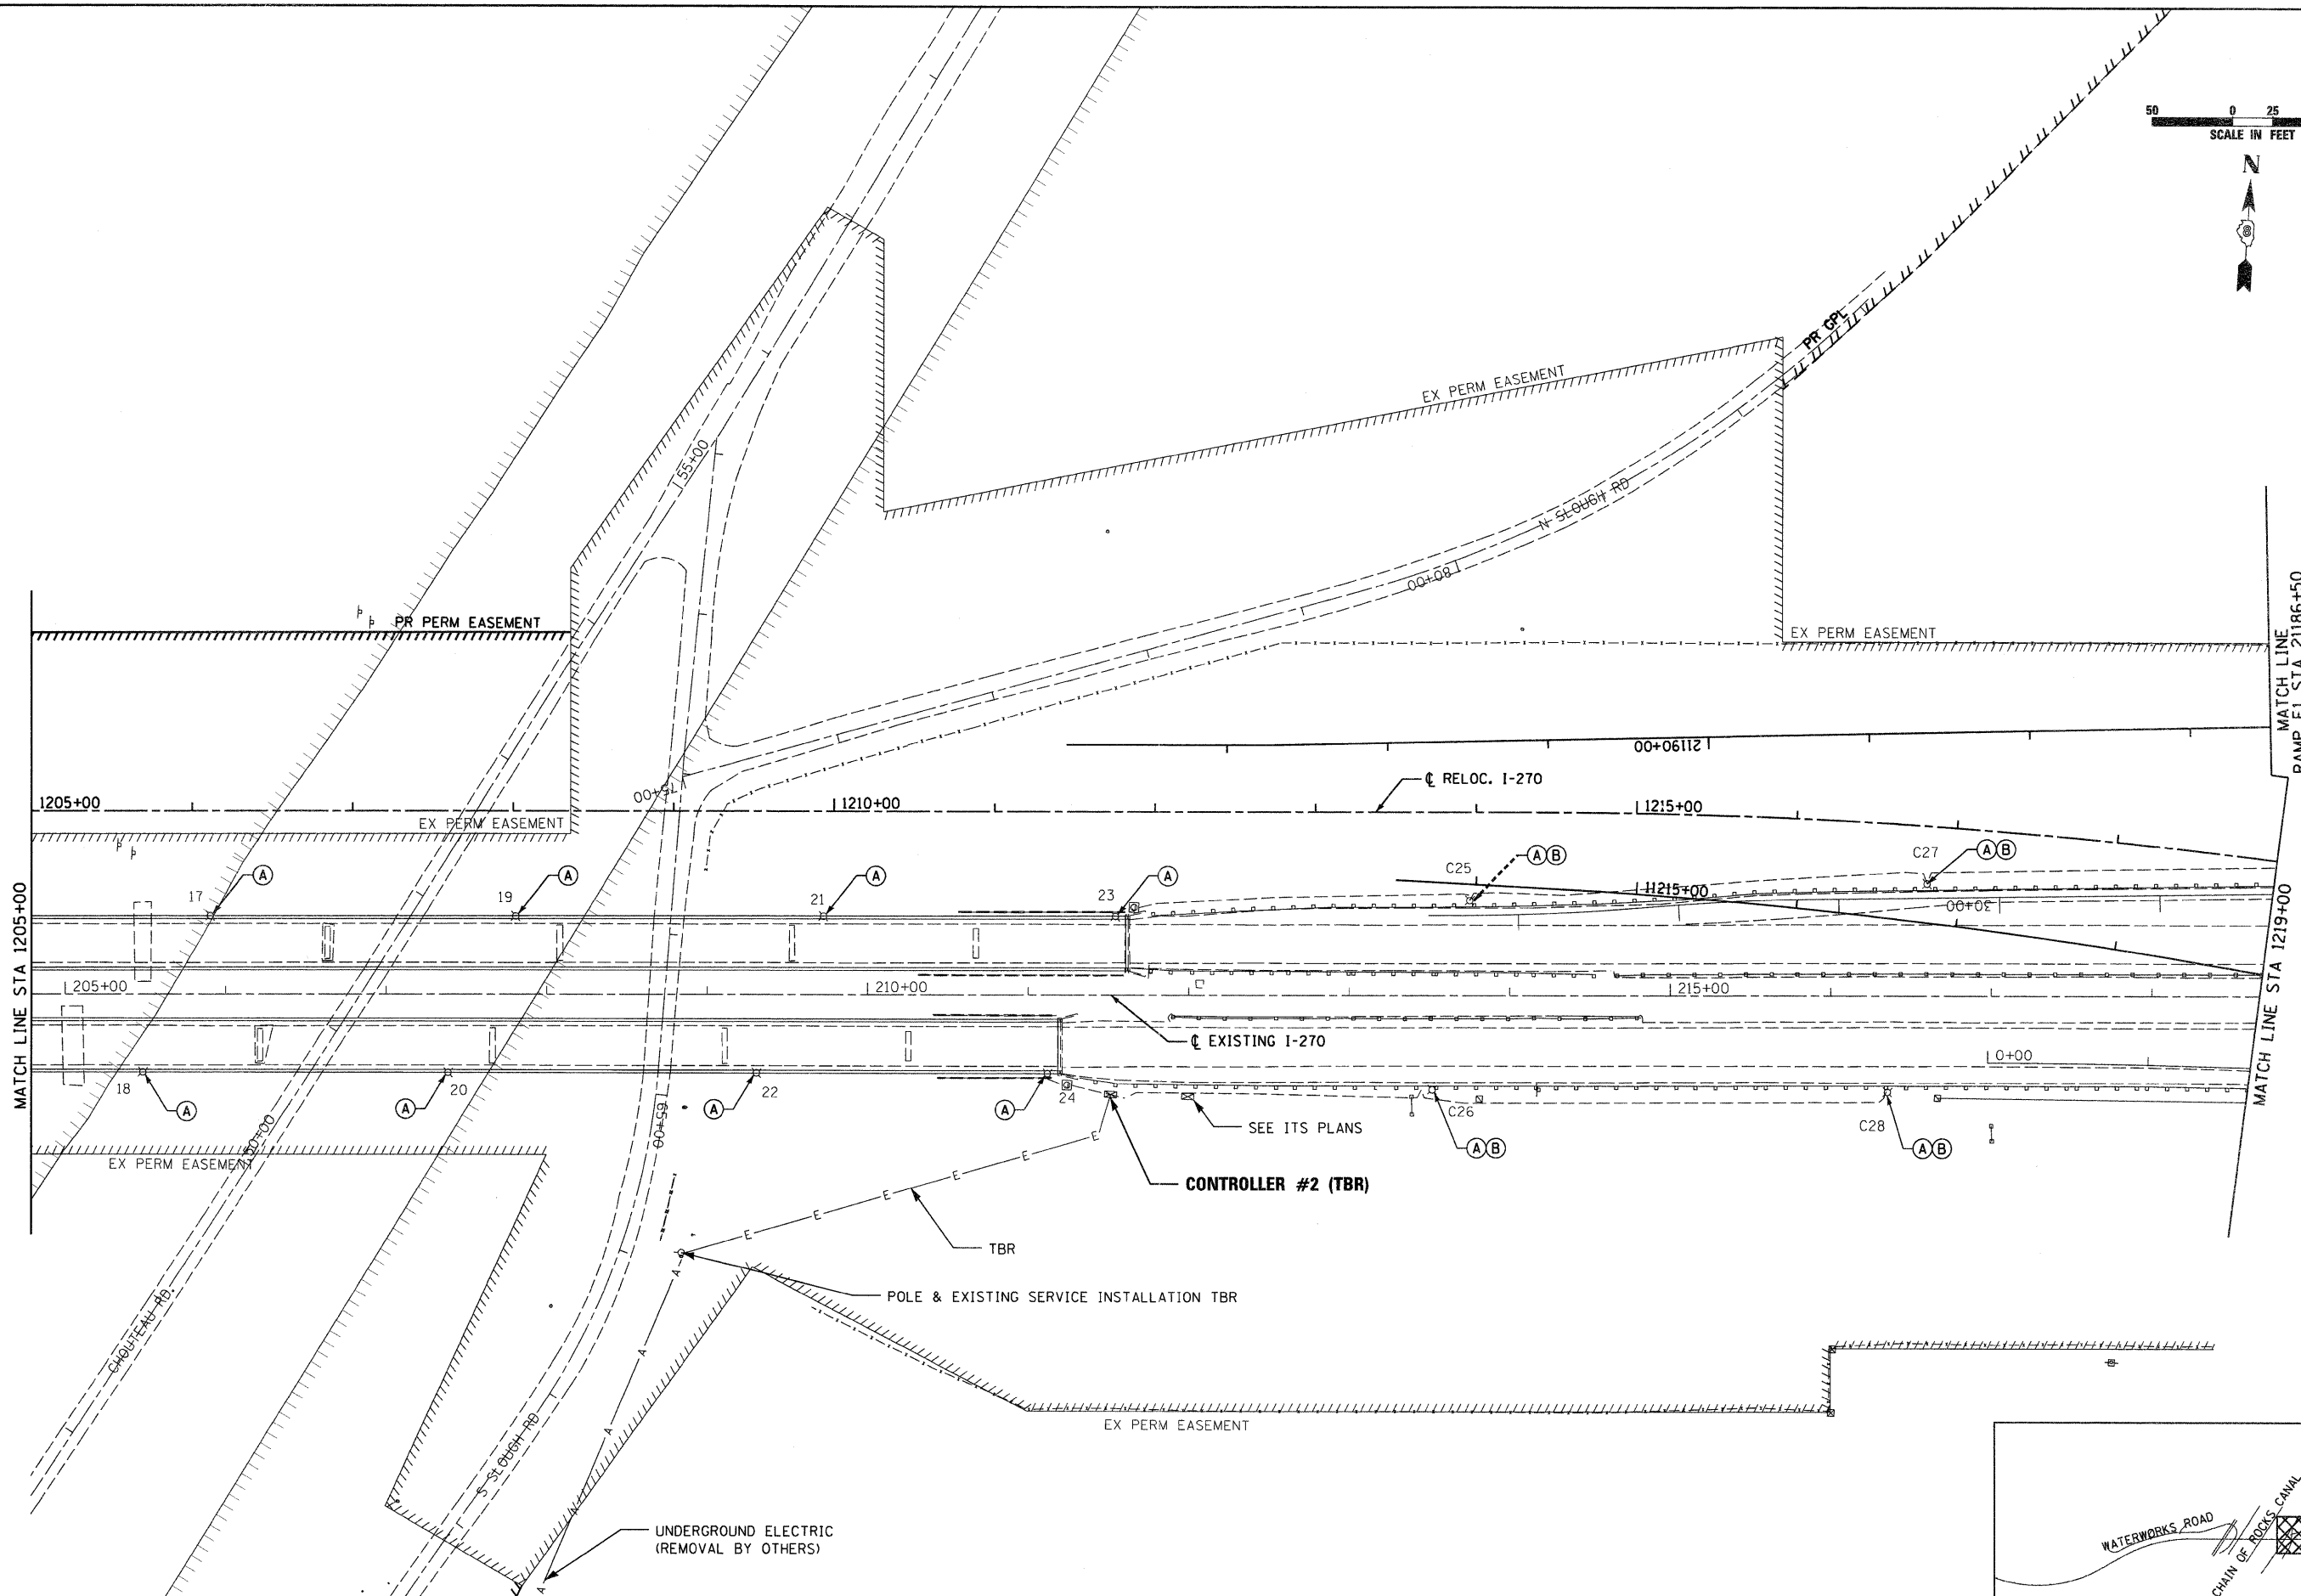 50 0 25
SCALE IN FEET
N
8
PR GPL
EX PERM EASEMENT
155+00
N SLOUGH RD
80+00
PR PERM EASEMENT
EX PERM EASEMENT
MATCH LINE
RAMP E1 STA 21186+50
21190+00
℄ RELOC. I-270
75+00
1205+00
1210+00
1215+00
EX PERM EASEMENT
C25
A B
C27
A B
11215+00
17
A
19
A
21
A
23
A
30+00
MATCH LINE STA 1205+00
MATCH LINE STA 1219+00
205+00
210+00
215+00
℄ EXISTING I-270
0+00
18
A
A
20
A
22
A
24
C26
A B
C28
A B
SEE ITS PLANS
65+00
150+00
EX PERM EASEMENT
E E E E E E
CONTROLLER #2 (TBR)
TBR
POLE & EXISTING SERVICE INSTALLATION TBR
A A A A
CHOUTEAU RD.
S SLOUGH RD
EX PERM EASEMENT
UNDERGROUND ELECTRIC
(REMOVAL BY OTHERS)
WATERWORKS ROAD
CHAIN OF ROCKS CANAL